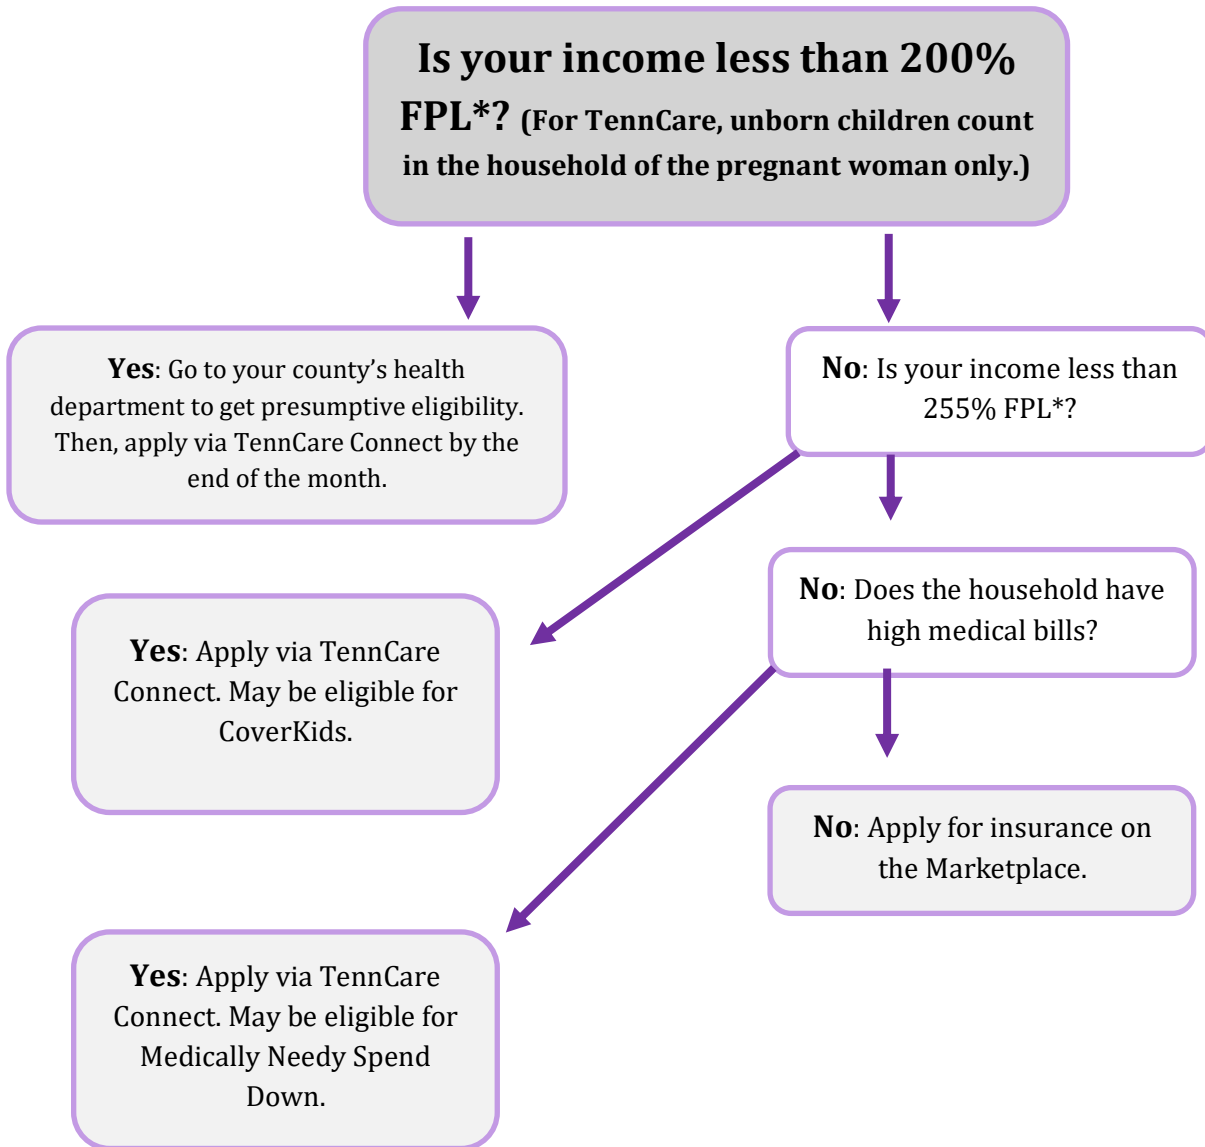 Is your income less than 200%
FPL*? (For TennCare, unborn children count
in the household of the pregnant woman only.)
Yes: Go to your county’s health
department to get presumptive eligibility.
Then, apply via TennCare Connect by the
end of the month.
No: Is your income less than
255% FPL*?
Yes: Apply via TennCare
Connect. May be eligible for
CoverKids.
No: Does the household have
high medical bills?
Yes: Apply via TennCare
Connect. May be eligible for
Medically Needy Spend
Down.
No: Apply for insurance on
the Marketplace.